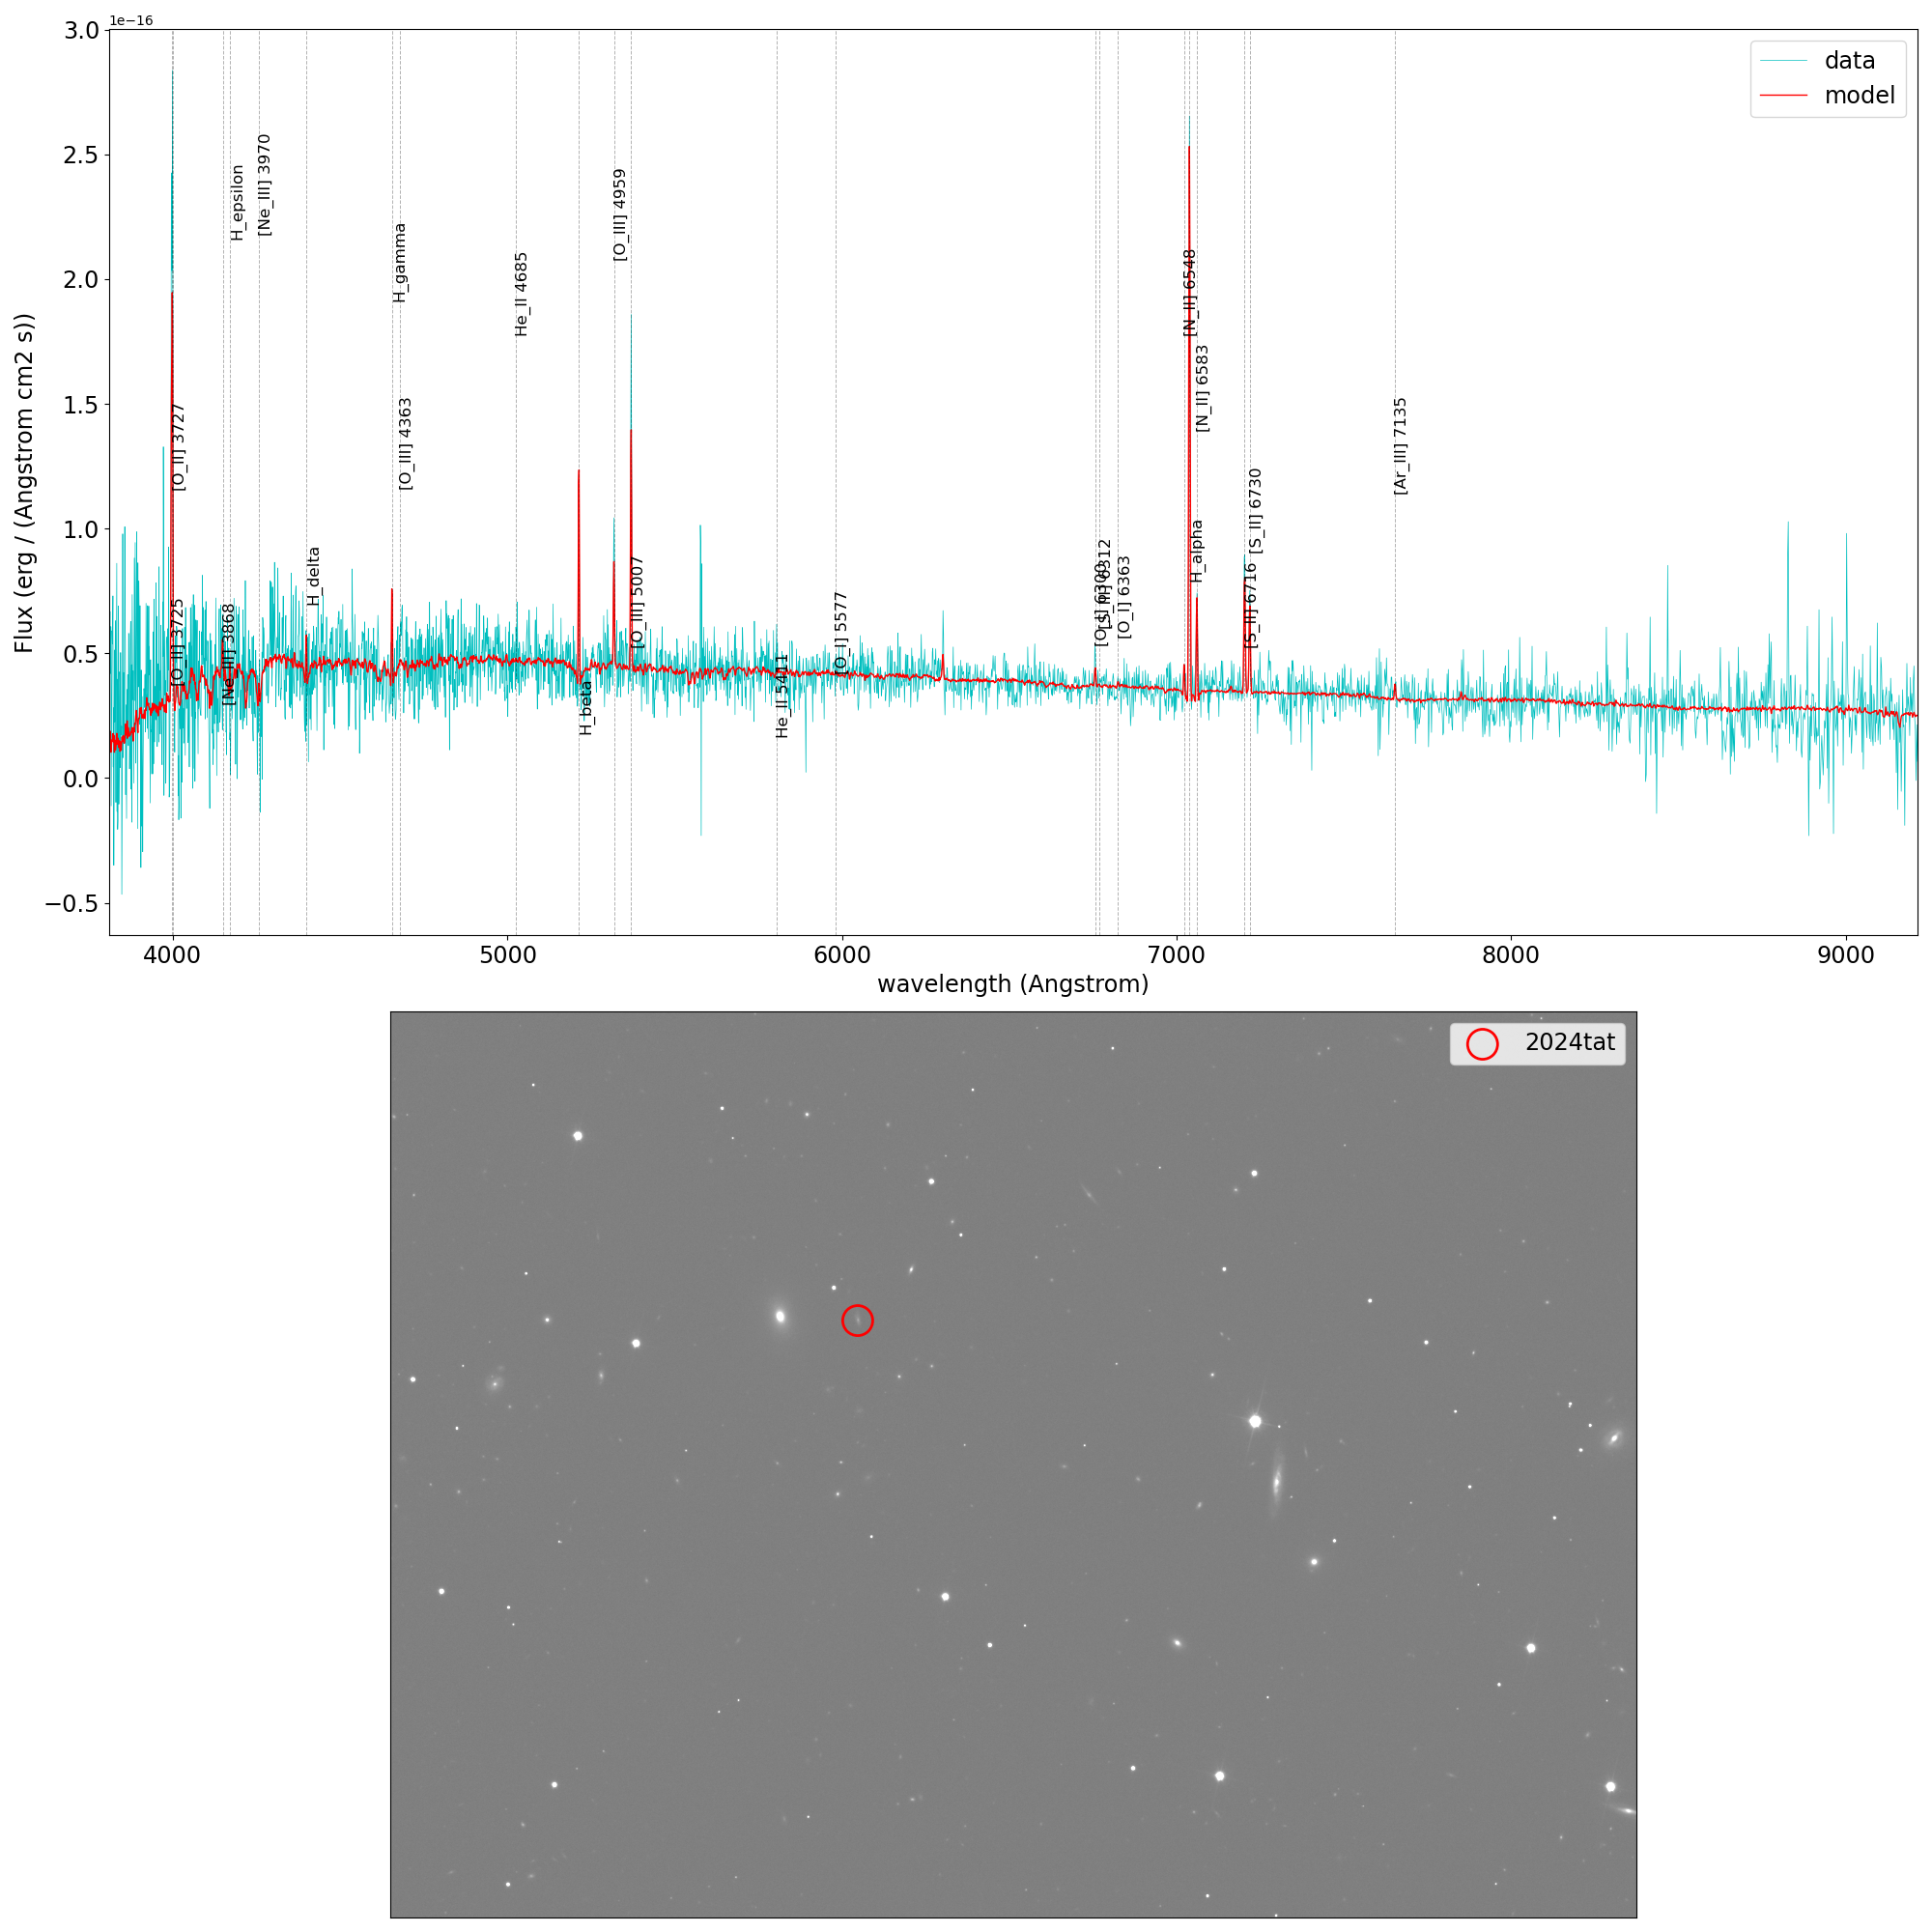 1e−16
3.0
2.5
2.0
1.5
1.0
0.5
0.0
−0.5
Flux (erg / (Angstrom cm2 s))
data
model
[O_II] 3727
[O_II] 3725
[Ne_III] 3868
H_epsilon
[Ne_III] 3970
H_delta
H_gamma
[O_III] 4363
He_II 4685
H_beta
[O_III] 4959
[O_III] 5007
He_II 5411
[O_I] 5577
[O_I] 6300
[S_III] 6312
[O_I] 6363
[N_II] 6548
[N_II] 6583
H_alpha
[S_II] 6716
[S_II] 6730
[Ar_III] 7135
4000
5000
6000
7000
8000
9000
wavelength (Angstrom)
2024tat